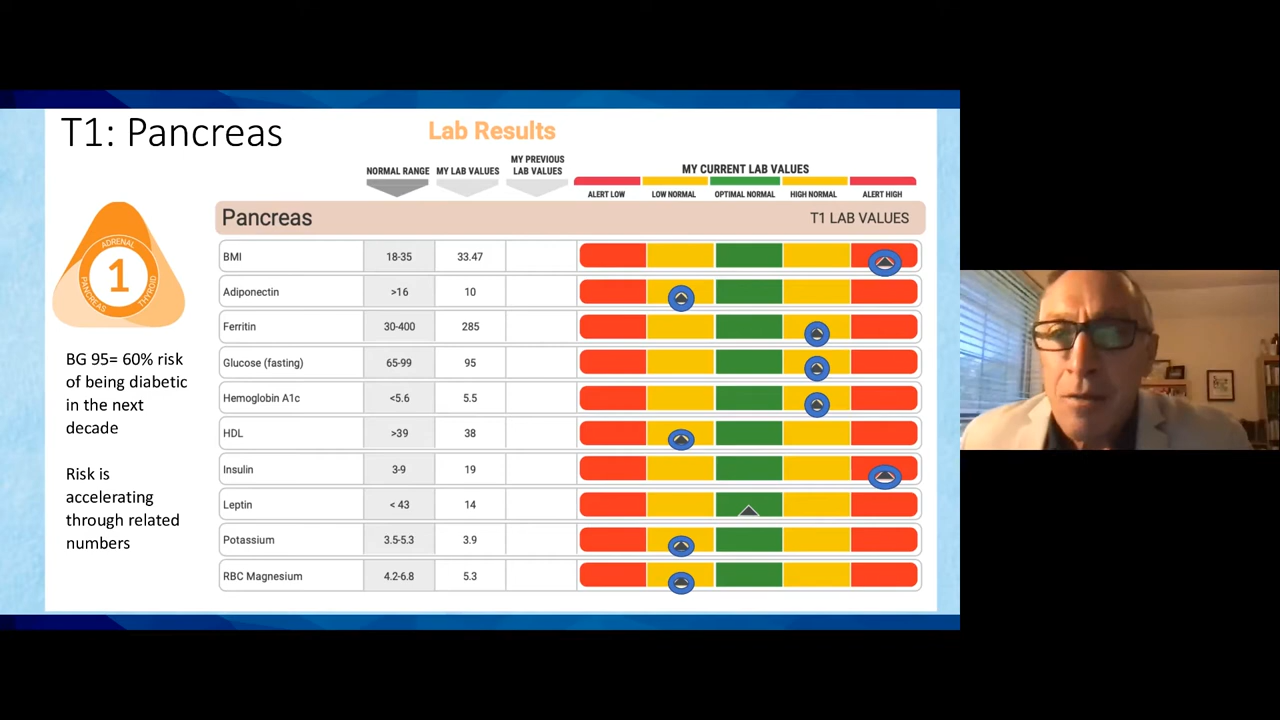 T1: Pancreas
Lab Results
NORMAL RANGE
MY LAB VALUES
MY PREVIOUS
LAB VALUES
MY CURRENT LAB VALUES
ALERT LOW
LOW NORMAL
OPTIMAL NORMAL
HIGH NORMAL
ALERT HIGH
Pancreas T1 LAB VALUES
ADRENAL
PANCREAS
THYROID
1
BG 95= 60% risk
of being diabetic
in the next
decade
Risk is
accelerating
through related
numbers
BMI 18-35 33.47
Adiponectin >16 10
Ferritin 30-400 285
Glucose (fasting) 65-99 95
Hemoglobin A1c <5.6 5.5
HDL >39 38
Insulin 3-9 19
Leptin < 43 14
Potassium 3.5-5.3 3.9
RBC Magnesium 4.2-6.8 5.3